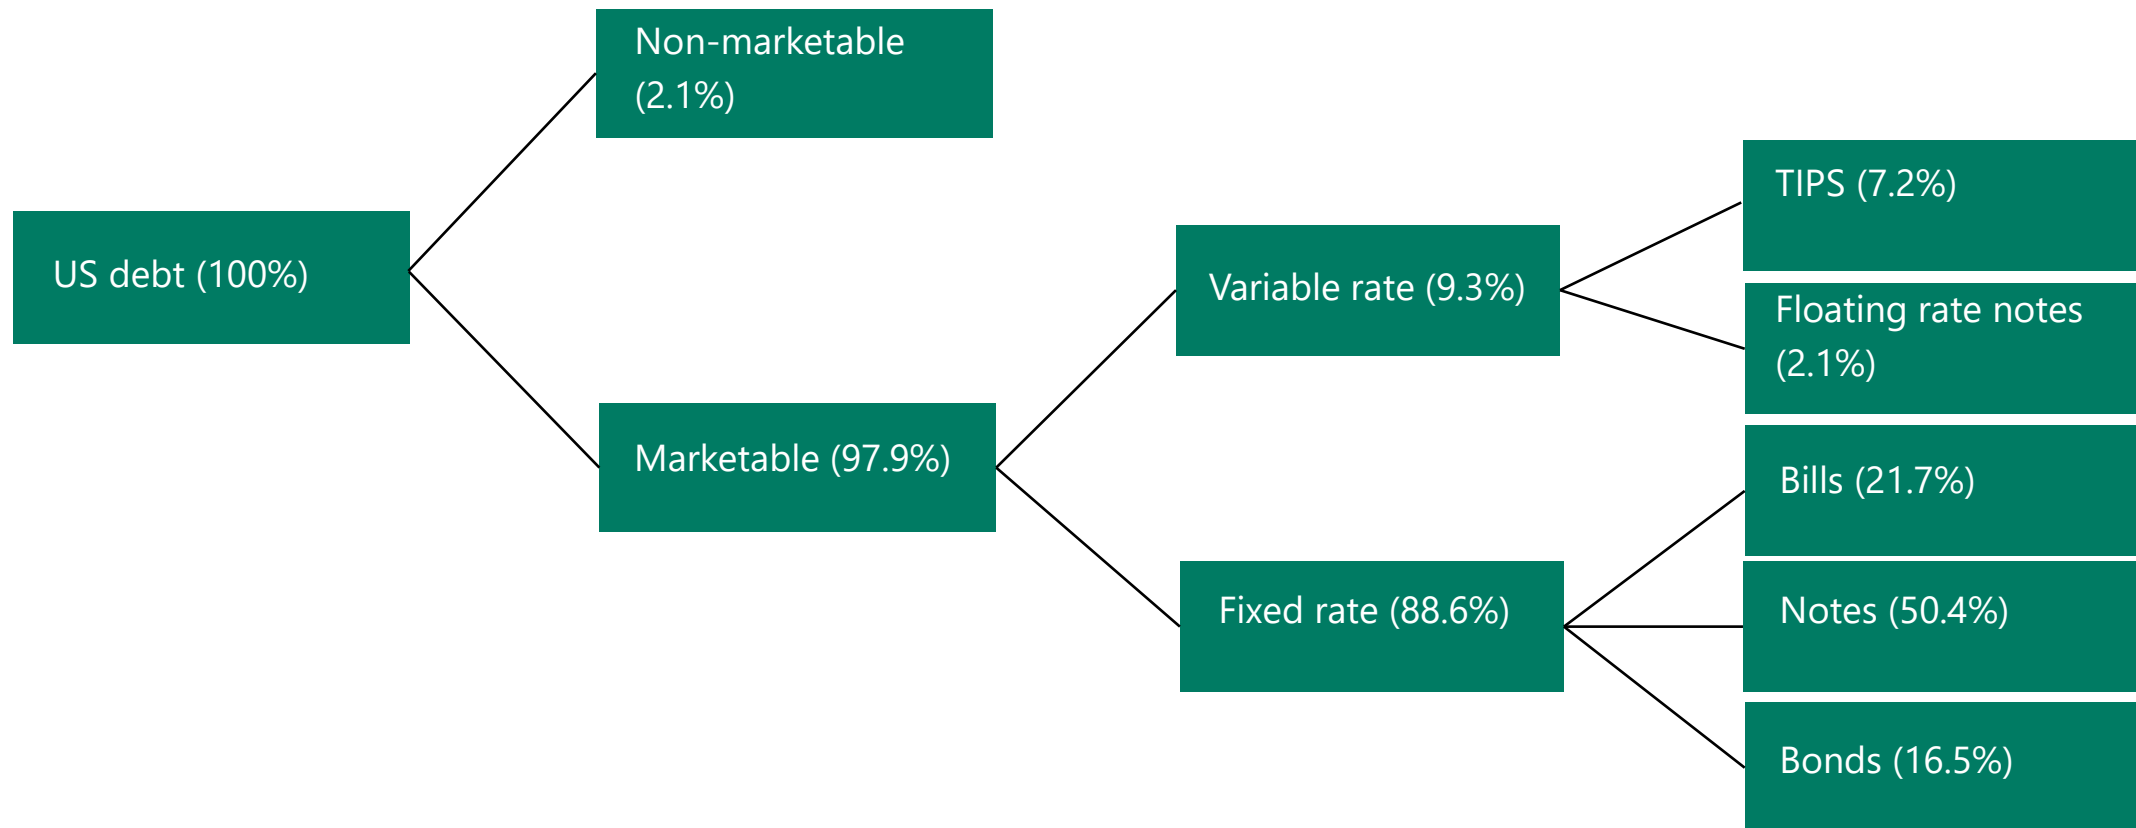 Non-marketable
(2.1%)
US debt (100%)
Marketable (97.9%)
Variable rate (9.3%)
Fixed rate (88.6%)
TIPS (7.2%)
Floating rate notes
(2.1%)
Bills (21.7%)
Notes (50.4%)
Bonds (16.5%)